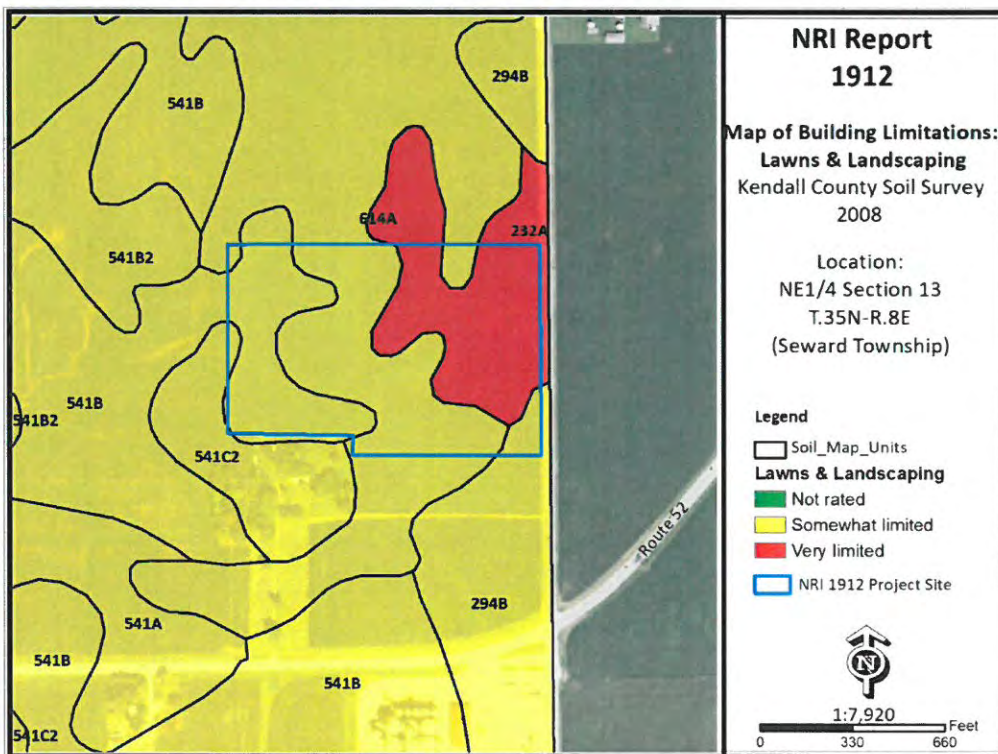 294B
541B
614A
232A
541B2
541B
541B2
541C2
294B
541A
541B
541B
541C2
Route 52
NRI Report
1912
Map of Building Limitations:
Lawns & Landscaping
Kendall County Soil Survey
2008
Location:
NE1/4 Section 13
T.35N-R.8E
(Seward Township)
Legend
Soil_Map_Units
Lawns & Landscaping
Not rated
Somewhat limited
Very limited
NRI 1912 Project Site
N
1:7,920
Feet
0 330 660